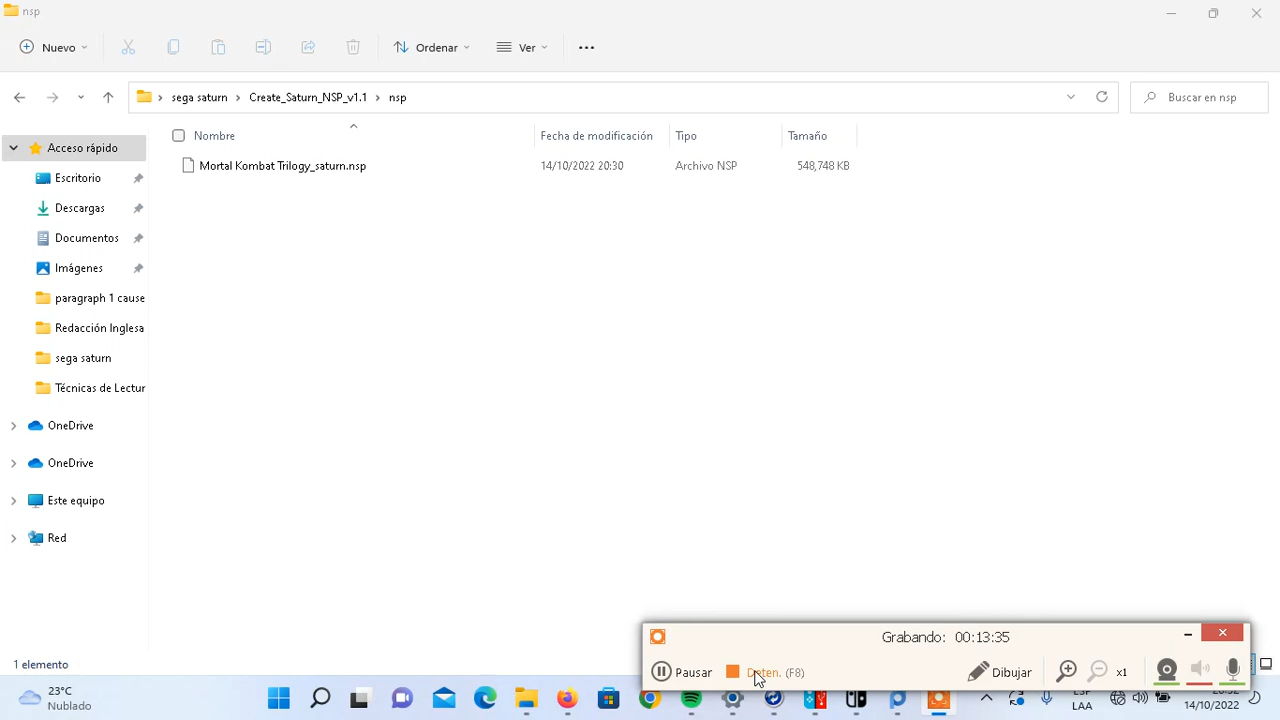 nsp
Nuevo
Ordenar
Ver
sega saturn
Create_Saturn_NSP_v1.1
nsp
Buscar en nsp
Acceso rápido
Nombre
Fecha de modificación
Tipo
Tamaño
Mortal Kombat Trilogy_saturn.nsp
14/10/2022 20:30
Archivo NSP
548,748 KB
Escritorio
Descargas
Documentos
Imágenes
paragraph 1 cause
Redacción Inglesa
sega saturn
Técnicas de Lectur
OneDrive
OneDrive
Este equipo
Red
1 elemento
Grabando: 00:13:35
Pausar
(F8)
Dibujar
x1
23°C
Nublado
ESP
LAA
14/10/2022